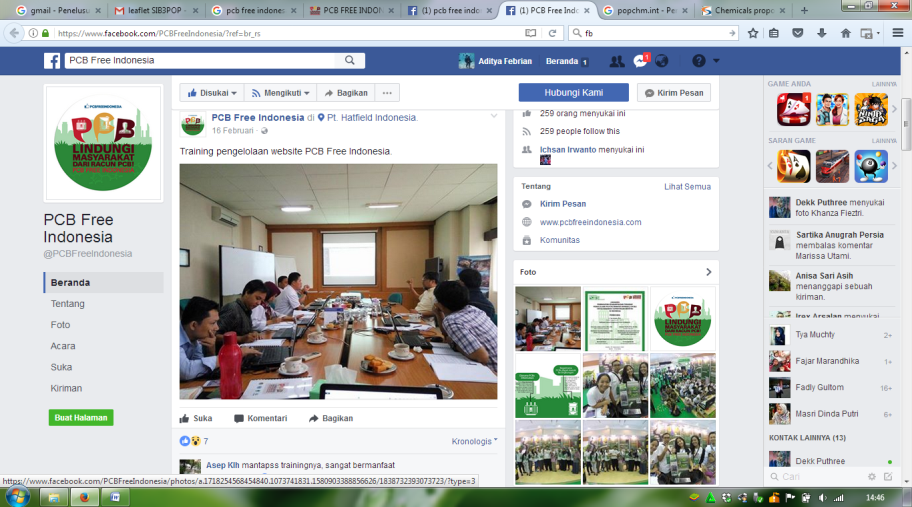 gmail - Penelusu
leaflet SIB3POP -
pcb free indones
PCB FREE INDON
(1) pcb free indo
(1) PCB Free Ind
popchm.int - Pen
Chemicals propo
https://www.facebook.com/PCBFreeIndonesia/?ref=br_rs
fb
PCB Free Indonesia
Aditya Febrian
Beranda 1
1
PCBFREEINDONESIA
PCB
LINDUNGI
MASYARAKAT
DARI RACUN PCB!
PCB Free
Indonesia
@PCBFreeIndonesia
Beranda
Tentang
Foto
Acara
Suka
Kiriman
Buat Halaman
Disukai
Mengikuti
Bagikan
Hubungi Kami
Kirim Pesan
PCB Free Indonesia di Pt. Hatfield Indonesia.
16 Februari
Training pengelolaan website PCB Free Indonesia
Suka
Komentari
Bagikan
7
Kronologis
Asep Klh mantapss trainingnya, sangat bermanfaat
259 orang menyukai ini
259 people follow this
Ichsan Irwanto menyukai ini
Tentang
Lihat Semua
Kirim Pesan
www.pcbfreeindonesia.com
Komunitas
Foto
PCB
LINDUNGI
MASYARAKAT
DARI RACUN PCB!
GAME ANDA
LAINNYA
1
SARAN GAME
LAINNYA
Dekk Puthree menyukai
foto Khanza Fieztri.
Sartika Anugrah Persia
membalas komentar
Marissa Utami.
Anisa Sari Asih
menanggapi sebuah
kiriman.
Irex Arsalan menyukai
Tya Muchty 2+
Fajar Marandhika 1+
Fadly Gultom 16+
Masri Dinda Putri 6+
KONTAK LAINNYA (13)
Dekk Puthree
Cari
https://www.facebook.com/PCBFreeIndonesia/photos/a.1718254568454840.1073741831.1580903388856626/1838732393073723/?type=3
14:46